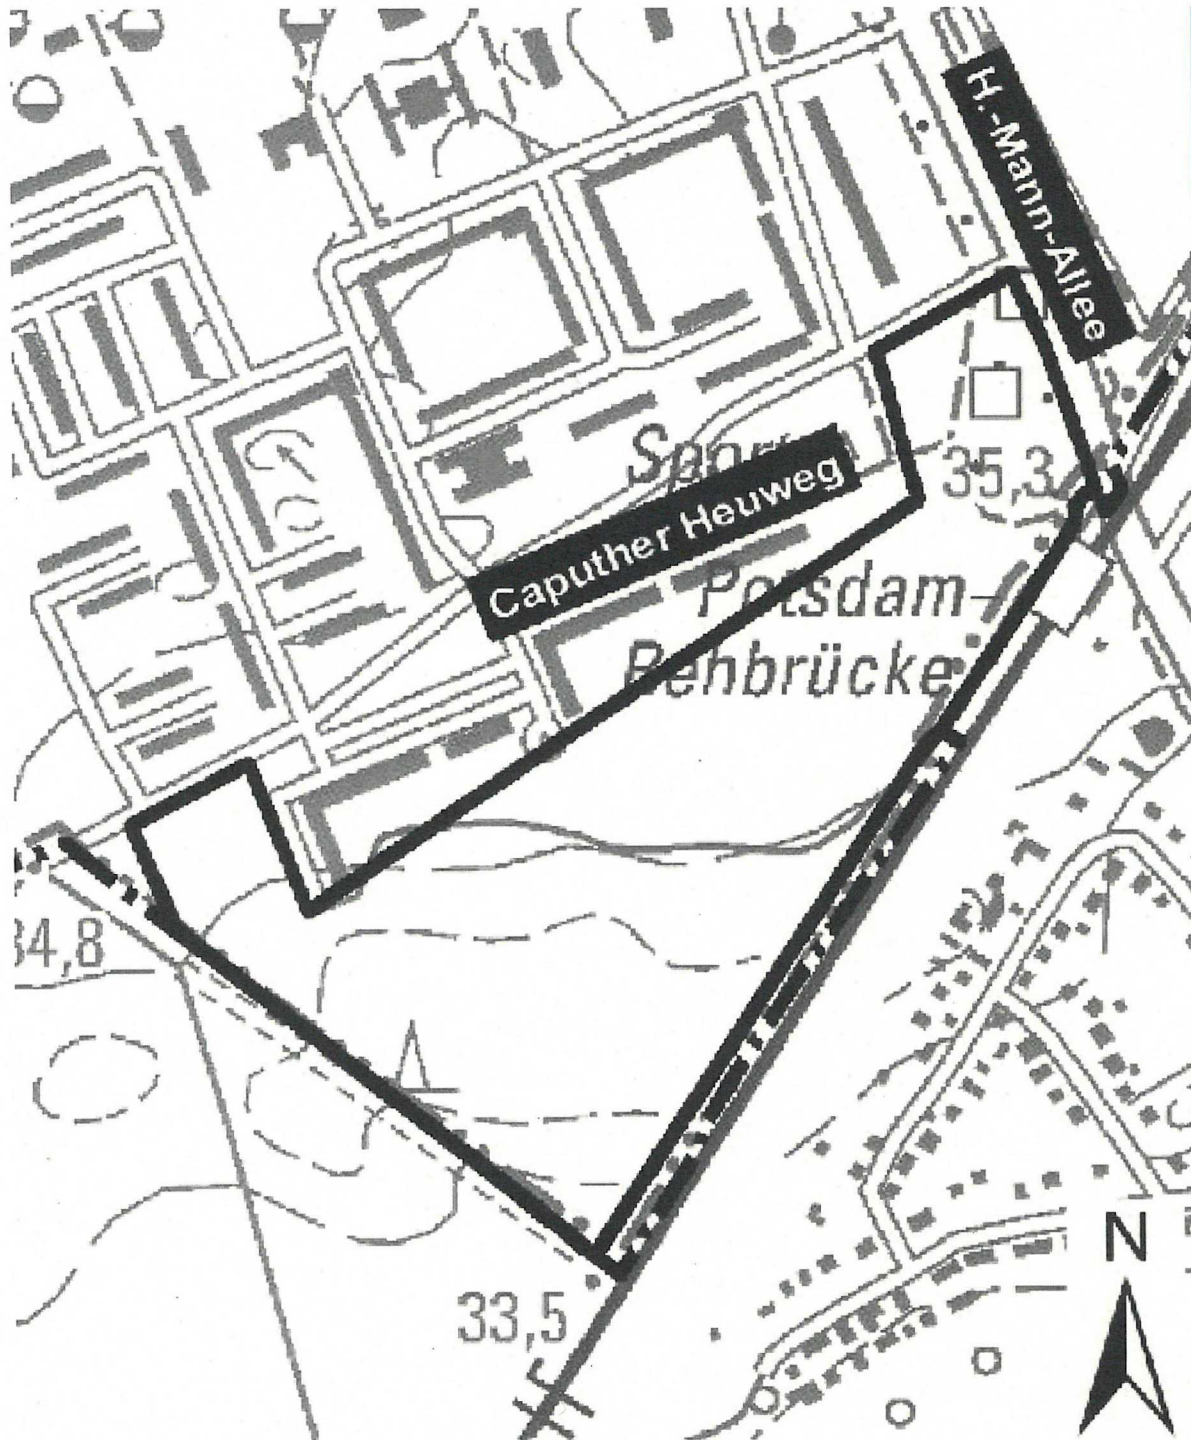 H.-Mann-Allee
Caputher Heuweg
35,3
Potsdam-
Rehbrücke
34,8
33,5
N